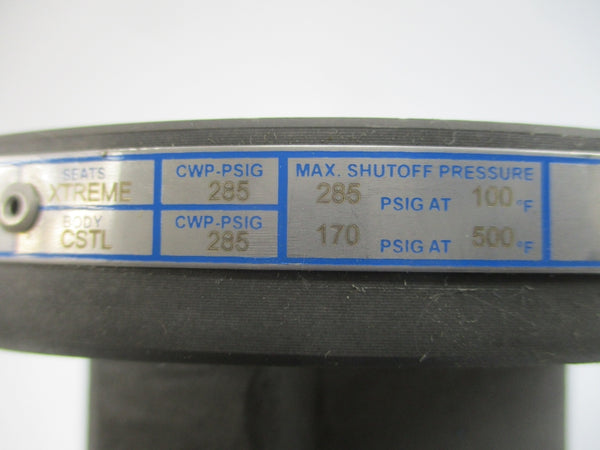 SEATS
XTREME
CWP-PSIG
285
BODY
CSTL
CWP-PSIG
285
MAX. SHUTOFF PRESSURE
285 PSIG AT 100 °F
170 PSIG AT 500 °F